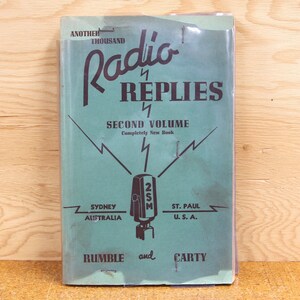 ANOTHER
THOUSAND
Radio
REPLIES
SECOND VOLUME
Completely New Book
SYDNEY
AUSTRALIA
2SM
ST. PAUL
U. S. A.
RUMBLE and CARTY